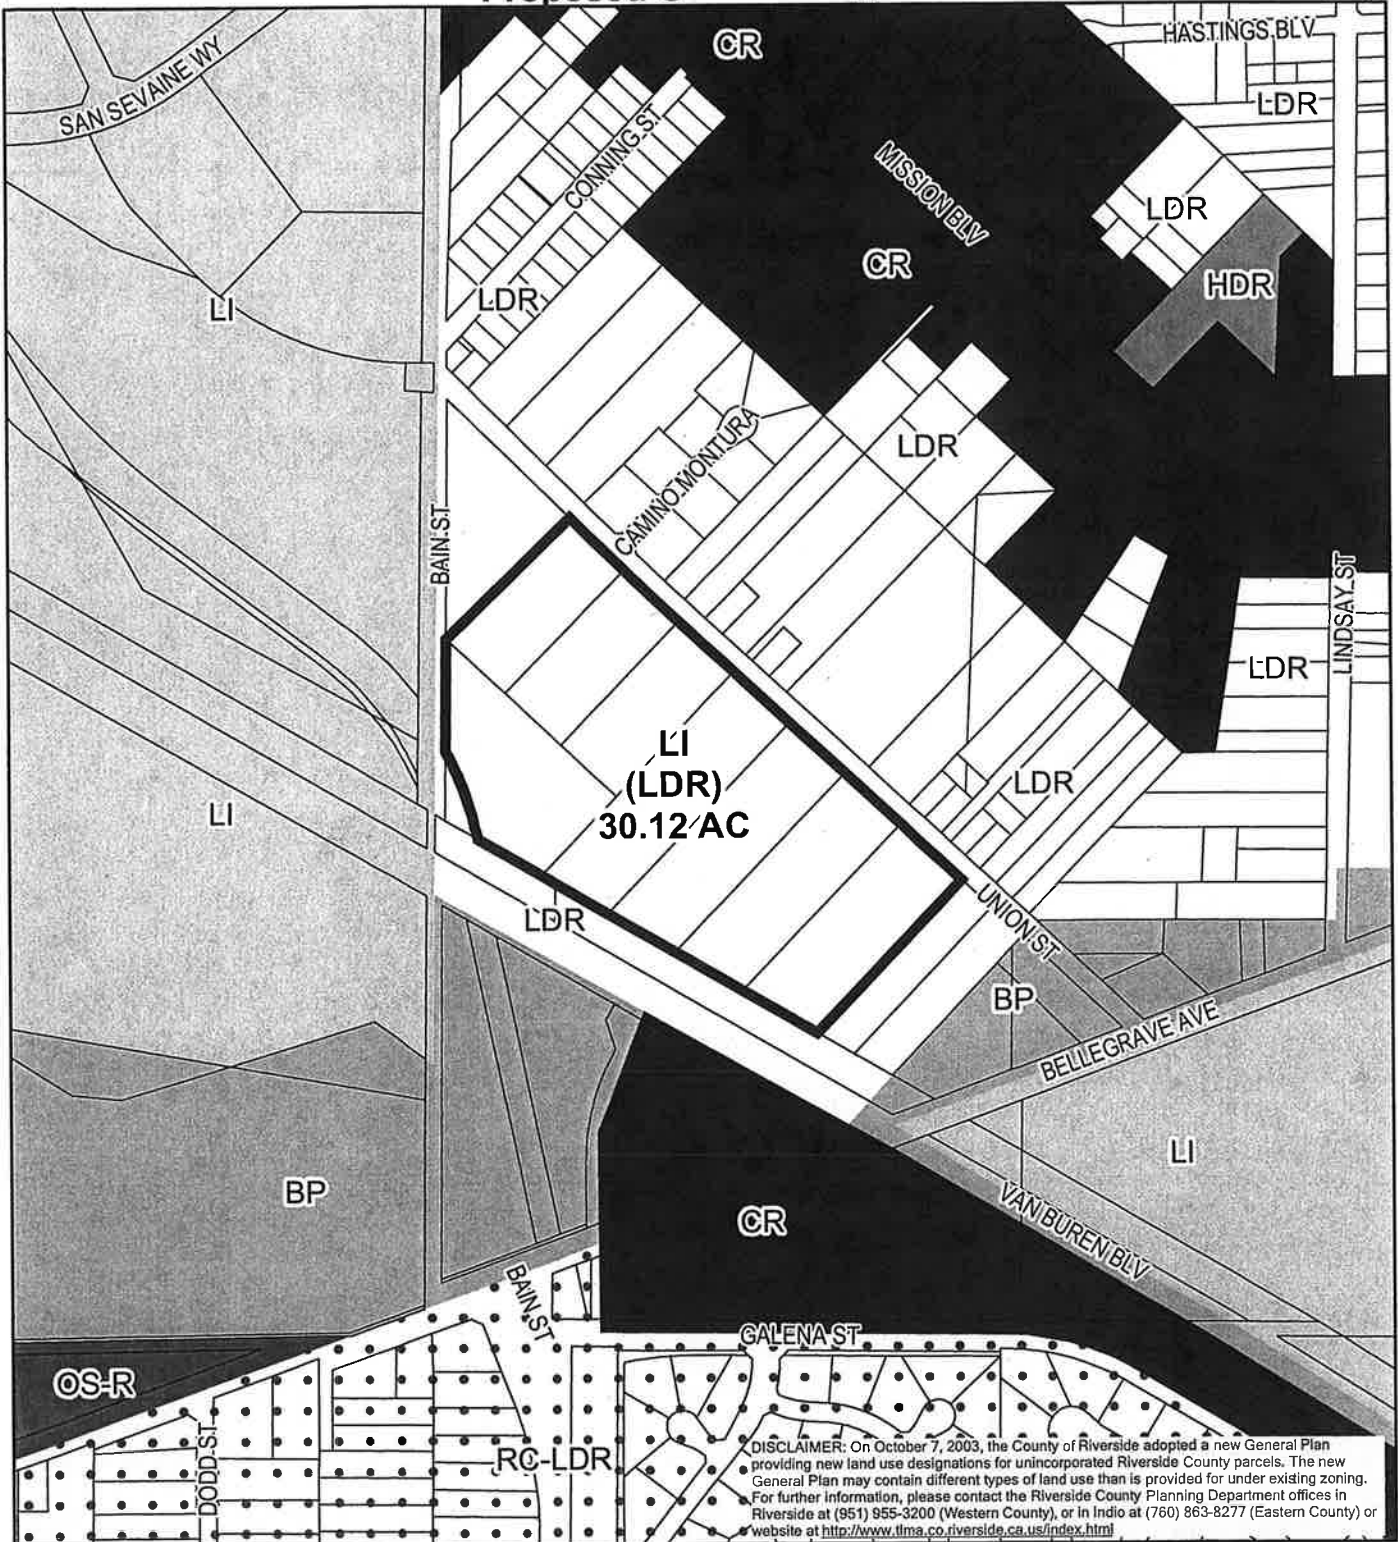 CR
HASTINGS BLV
SAN SEVAINE WY
LDR
CONNING ST
MISSION BLV
LDR
CR
HDR
LDR
LI
CAMINO MONTURA
LDR
BAIN ST
LINDSAY ST
LDR
LI
(LDR)
30.12 AC
LDR
LI
LDR
UNION ST
BP
BELLEGRAVE AVE
LI
BP
VAN BUREN BLV
CR
BAIN ST
GALENA ST
OS-R
DODD ST
RC-LDR
DISCLAIMER: On October 7, 2003, the County of Riverside adopted a new General Plan
providing new land use designations for unincorporated Riverside County parcels. The new
General Plan may contain different types of land use than is provided for under existing zoning.
For further information, please contact the Riverside County Planning Department offices in
Riverside at (951) 955-3200 (Western County), or in Indio at (760) 863-8277 (Eastern County) or
website at http://www.tlma.co.riverside.ca.us/index.html